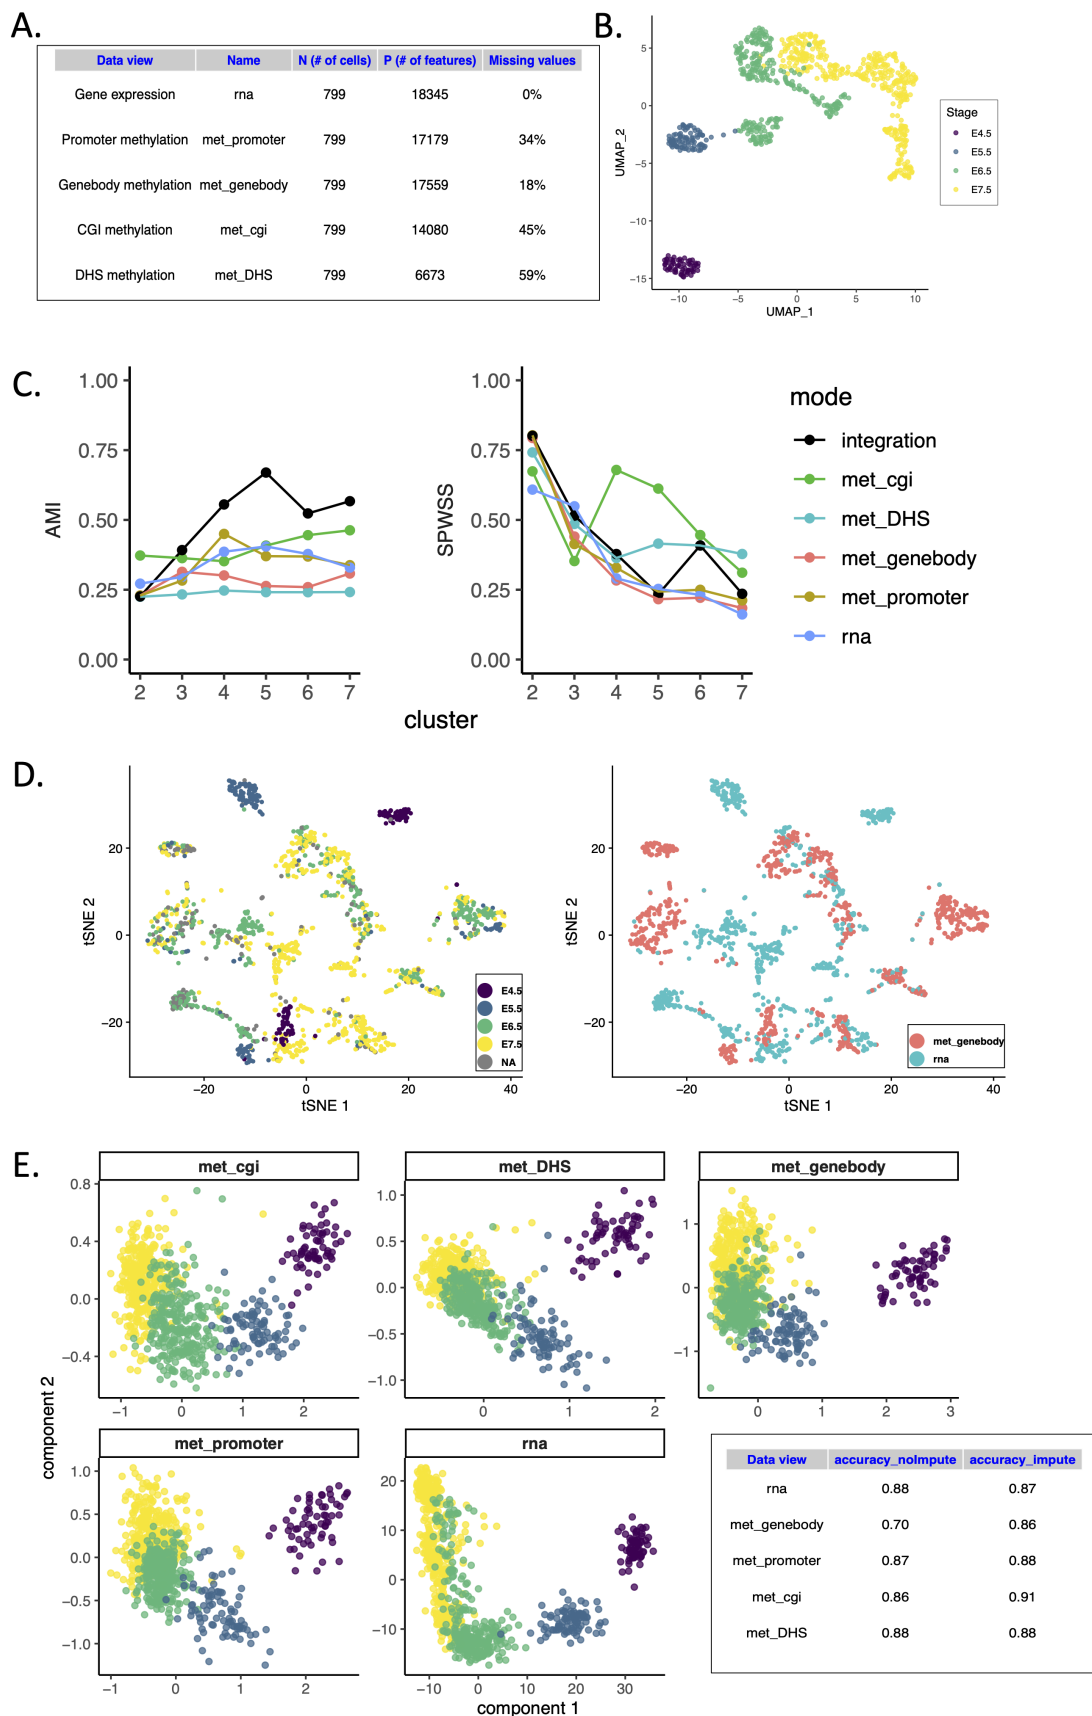 A.
Data view Name N (# of cells) P (# of features) Missing values
Gene expression rna 799 18345 0%
Promoter methylation met_promoter 799 17179 34%
Genebody methylation met_genebody 799 17559 18%
CGI methylation met_cgi 799 14080 45%
DHS methylation met_DHS 799 6673 59%
B.
UMAP_2
5
0
−5
−10
−15
−10 −5 0 5 10
UMAP_1
Stage
E4.5
E5.5
E6.5
E7.5
C.
AMI
1.00
0.75
0.50
0.25
0.00
2 3 4 5 6 7
SPWSS
1.00
0.75
0.50
0.25
0.00
2 3 4 5 6 7
cluster
mode
integration
met_cgi
met_DHS
met_genebody
met_promoter
rna
D.
tSNE 2
20
0
−20
−20 0 20 40
tSNE 1
E4.5
E5.5
E6.5
E7.5
NA
tSNE 2
20
0
−20
−20 0 20 40
tSNE 1
met_genebody
rna
E.
component 2
met_cgi
0.8
0.4
0.0
−0.4
−1 0 1 2
met_DHS
1.0
0.5
0.0
−0.5
−1.0
0 1 2
met_genebody
1
0
−1
0 1 2 3
met_promoter
1.0
0.5
0.0
−0.5
−1.0
−1 0 1 2
rna
20
10
0
−10
−10 0 10 20 30
component 1
Data view accuracy_noImpute accuracy_impute
rna 0.88 0.87
met_genebody 0.70 0.86
met_promoter 0.87 0.88
met_cgi 0.86 0.91
met_DHS 0.88 0.88